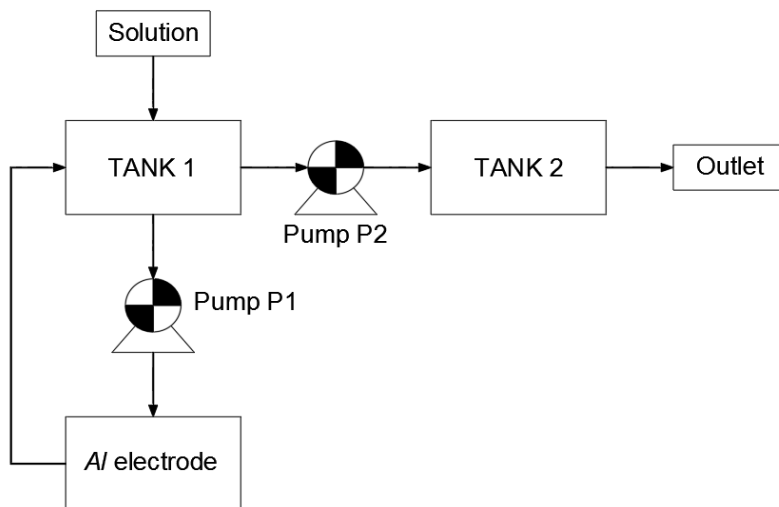 Solution
TANK 1
TANK 2
Outlet
Pump P2
Pump P1
Al electrode